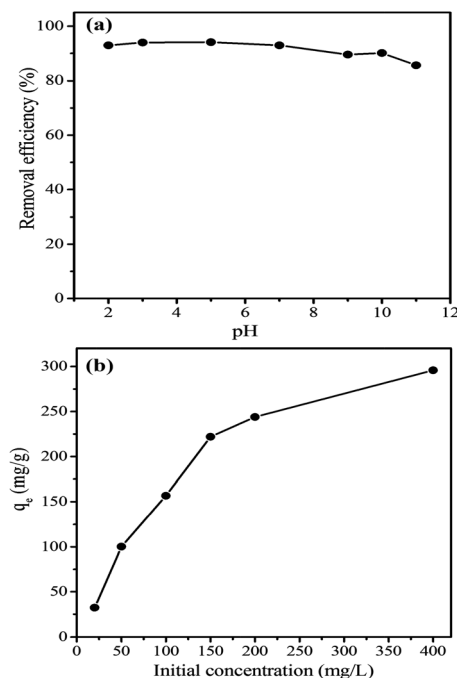 (a)
100
80
60
40
20
0
Removal efficiency (%)
2 4 6 8 10 12
pH
(b)
300
250
200
150
100
50
0
qe (mg/g)
0 50 100 150 200 250 300 350 400
Initial concentration (mg/L)